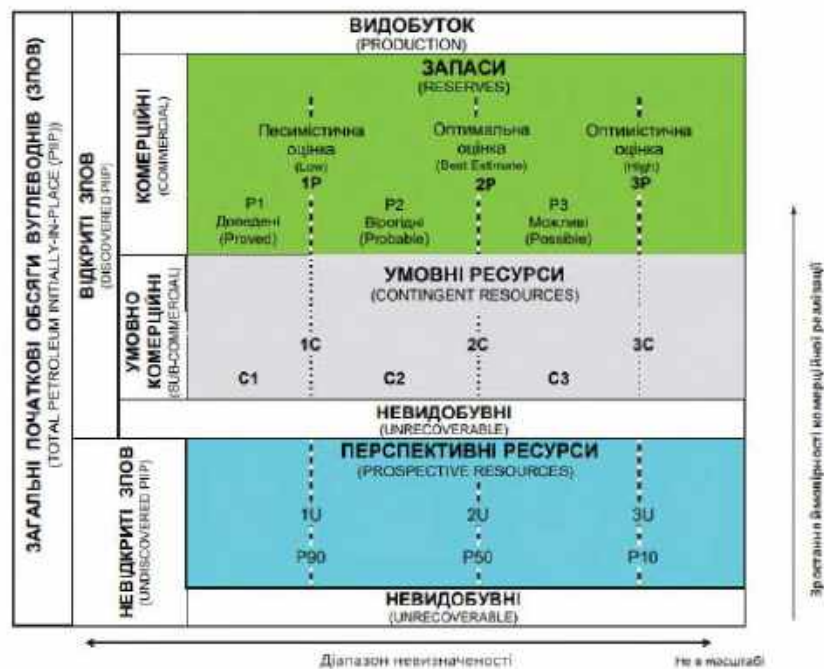 ЗАГАЛЬНІ ПОЧАТКОВІ ОБСЯГИ ВУГЛЕВОДНІВ (ЗПОВ)
(TOTAL PETROLEUM INITIALLY-IN-PLACE (PIIP))
ВІДКРИТІ ЗПОВ
(DISCOVERED PIIP)
ВИДОБУТОК
(PRODUCTION)
КОМЕРЦІЙНІ
(COMMERCIAL)
ЗАПАСИ
(RESERVES)
Песимістична Оптимальна Оптимістична
оцінка оцінка оцінка
(Low) (Best Estimate) (High)
1P 2P 3P
P1 P2 P3
Доведені Вірогідні Можливі
(Proved) (Probable) (Possible)
УМОВНО
КОМЕРЦІЙНІ
(SUB-COMMERCIAL)
УМОВНІ РЕСУРСИ
(CONTINGENT RESOURCES)
1C 2C 3C
C1 C2 C3
НЕВИДОБУВНІ
(UNRECOVERABLE)
НЕВІДКРИТІ ЗПОВ
(UNDISCOVERED PIIP)
ПЕРСПЕКТИВНІ РЕСУРСИ
(PROSPECTIVE RESOURCES)
1U 2U 3U
P90 P50 P10
НЕВИДОБУВНІ
(UNRECOVERABLE)
Зростання ймовірності комерційної реалізації
Діапазон невизначеності
Не в масштабі